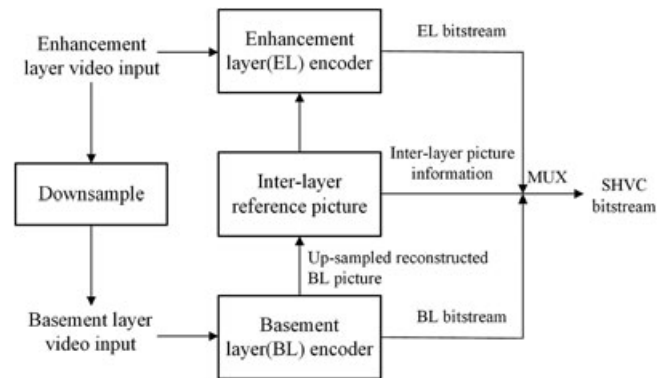 Enhancement
layer video input
Enhancement
layer(EL) encoder
EL bitstream
Downsample
Inter-layer
reference picture
Inter-layer picture
information
MUX
SHVC
bitstream
Up-sampled reconstructed
BL picture
Basement layer
video input
Basement
layer(BL) encoder
BL bitstream